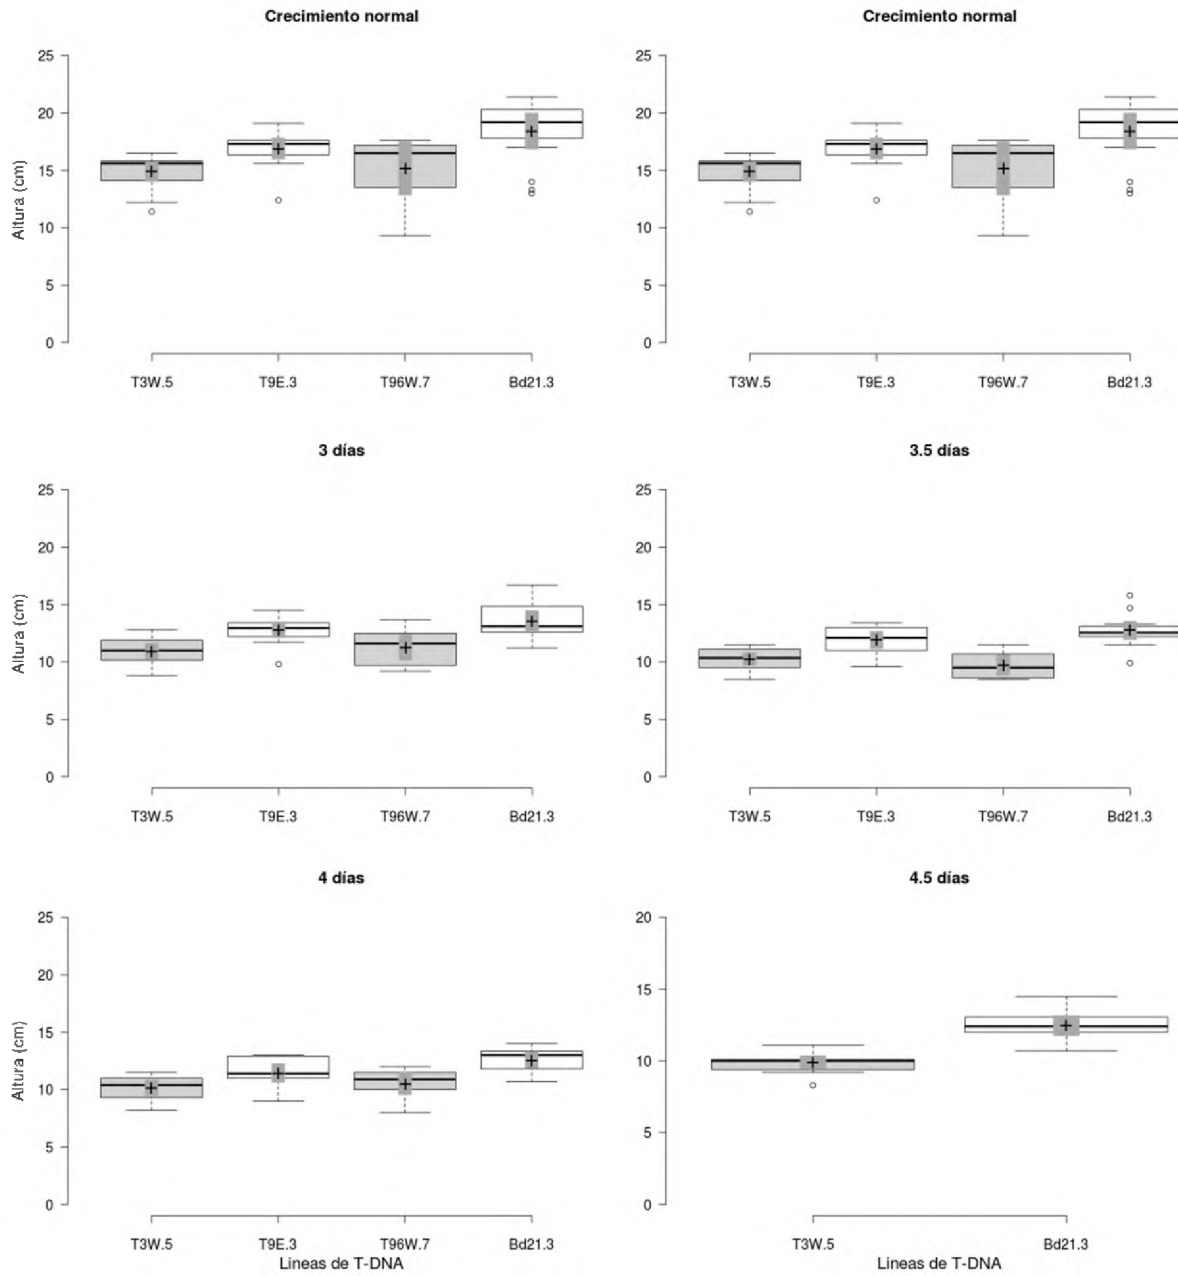 Crecimiento normal
Crecimiento normal
25
20
15
10
5
0
Altura (cm)
T3W.5 T9E.3 T96W.7 Bd21.3
25
20
15
10
5
0
T3W.5 T9E.3 T96W.7 Bd21.3
3 días
3.5 días
25
20
15
10
5
0
Altura (cm)
T3W.5 T9E.3 T96W.7 Bd21.3
25
20
15
10
5
0
T3W.5 T9E.3 T96W.7 Bd21.3
4 días
4.5 días
25
20
15
10
5
0
Altura (cm)
T3W.5 T9E.3 T96W.7 Bd21.3
Lineas de T-DNA
20
15
10
5
0
T3W.5 Bd21.3
Lineas de T-DNA